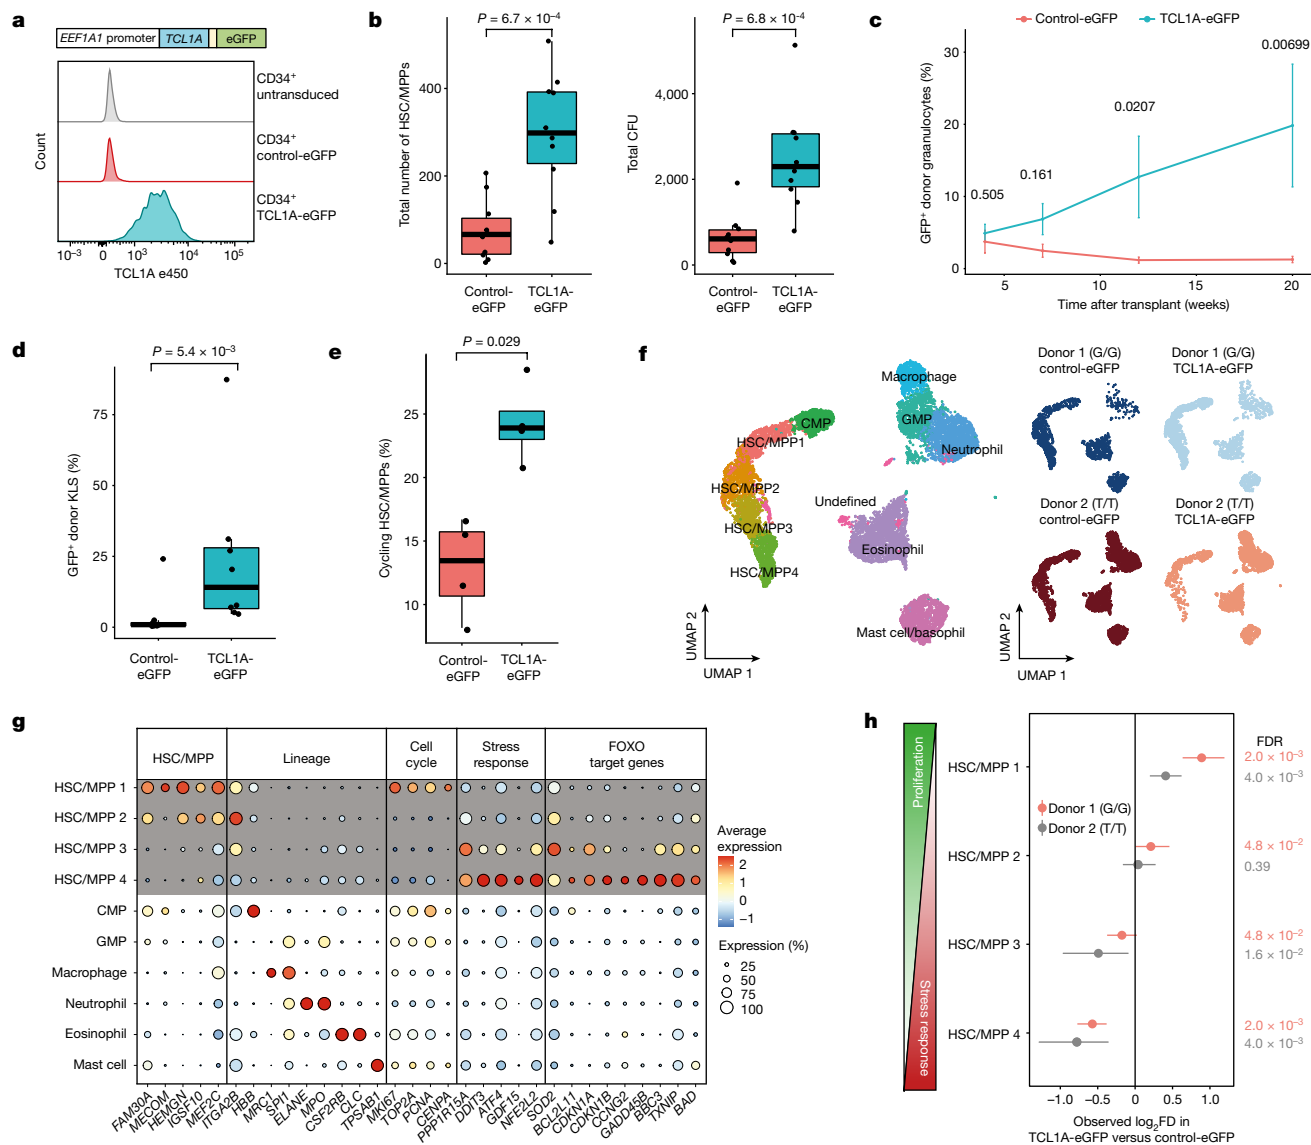 a
EEF1A1 promoter
TCL1A
eGFP
CD34+
untransduced
CD34+
control-eGFP
CD34+
TCL1A-eGFP
Count
10−3
0
103
104
105
TCL1A e450
b
P = 6.7 × 10−4
Total number of HSC/MPPs
400
200
0
Control-
eGFP
TCL1A-
eGFP
P = 6.8 × 10−4
Total CFU
4,000
2,000
0
Control-
eGFP
TCL1A-
eGFP
c
Control-eGFP
TCL1A-eGFP
GFP+ donor graanulocytes (%)
30
20
10
0
0.505
0.161
0.0207
0.00699
5
10
15
20
Time after transplant (weeks)
d
P = 5.4 × 10−3
GFP+ donor KLS (%)
75
50
25
0
Control-
eGFP
TCL1A-
eGFP
e
P = 0.029
Cycling HSC/MPPs (%)
25
20
15
10
Control-
eGFP
TCL1A-
eGFP
f
Macrophage
CMP
GMP
HSC/MPP1
Neutrophil
HSC/MPP2
Undefined
HSC/MPP3
Eosinophil
HSC/MPP4
Mast cell/basophil
UMAP 2
UMAP 1
Donor 1 (G/G)
control-eGFP
Donor 1 (G/G)
TCL1A-eGFP
Donor 2 (T/T)
control-eGFP
Donor 2 (T/T)
TCL1A-eGFP
UMAP 2
UMAP 1
g
HSC/MPP
Lineage
Cell
cycle
Stress
response
FOXO
target genes
HSC/MPP 1
HSC/MPP 2
HSC/MPP 3
HSC/MPP 4
CMP
GMP
Macrophage
Neutrophil
Eosinophil
Mast cell
FAM30A
MECOM
HEMGN
IGSF10
MEF2C
ITGA2B
HBB
MRC1
SPI1
ELANE
MPO
CSF2RB
CLC
TPSAB1
MKI67
TOP2A
PCNA
CENPA
PPP1R15A
DDIT3
ATF4
GDF15
NFE2L2
SOD2
BCL2L11
CDKN1A
CDKN1B
CCNG2
GADD45B
BBC3
TXNIP
BAD
Average
expression
2
1
0
−1
Expression (%)
25
50
75
100
h
Proliferation
Stress response
HSC/MPP 1
HSC/MPP 2
HSC/MPP 3
HSC/MPP 4
Donor 1 (G/G)
Donor 2 (T/T)
FDR
2.0 × 10−3
4.0 × 10−3
4.8 × 10−2
0.39
4.8 × 10−2
1.6 × 10−2
2.0 × 10−3
4.0 × 10−3
−1.0
−0.5
0
0.5
1.0
Observed log2FD in
TCL1A-eGFP versus control-eGFP